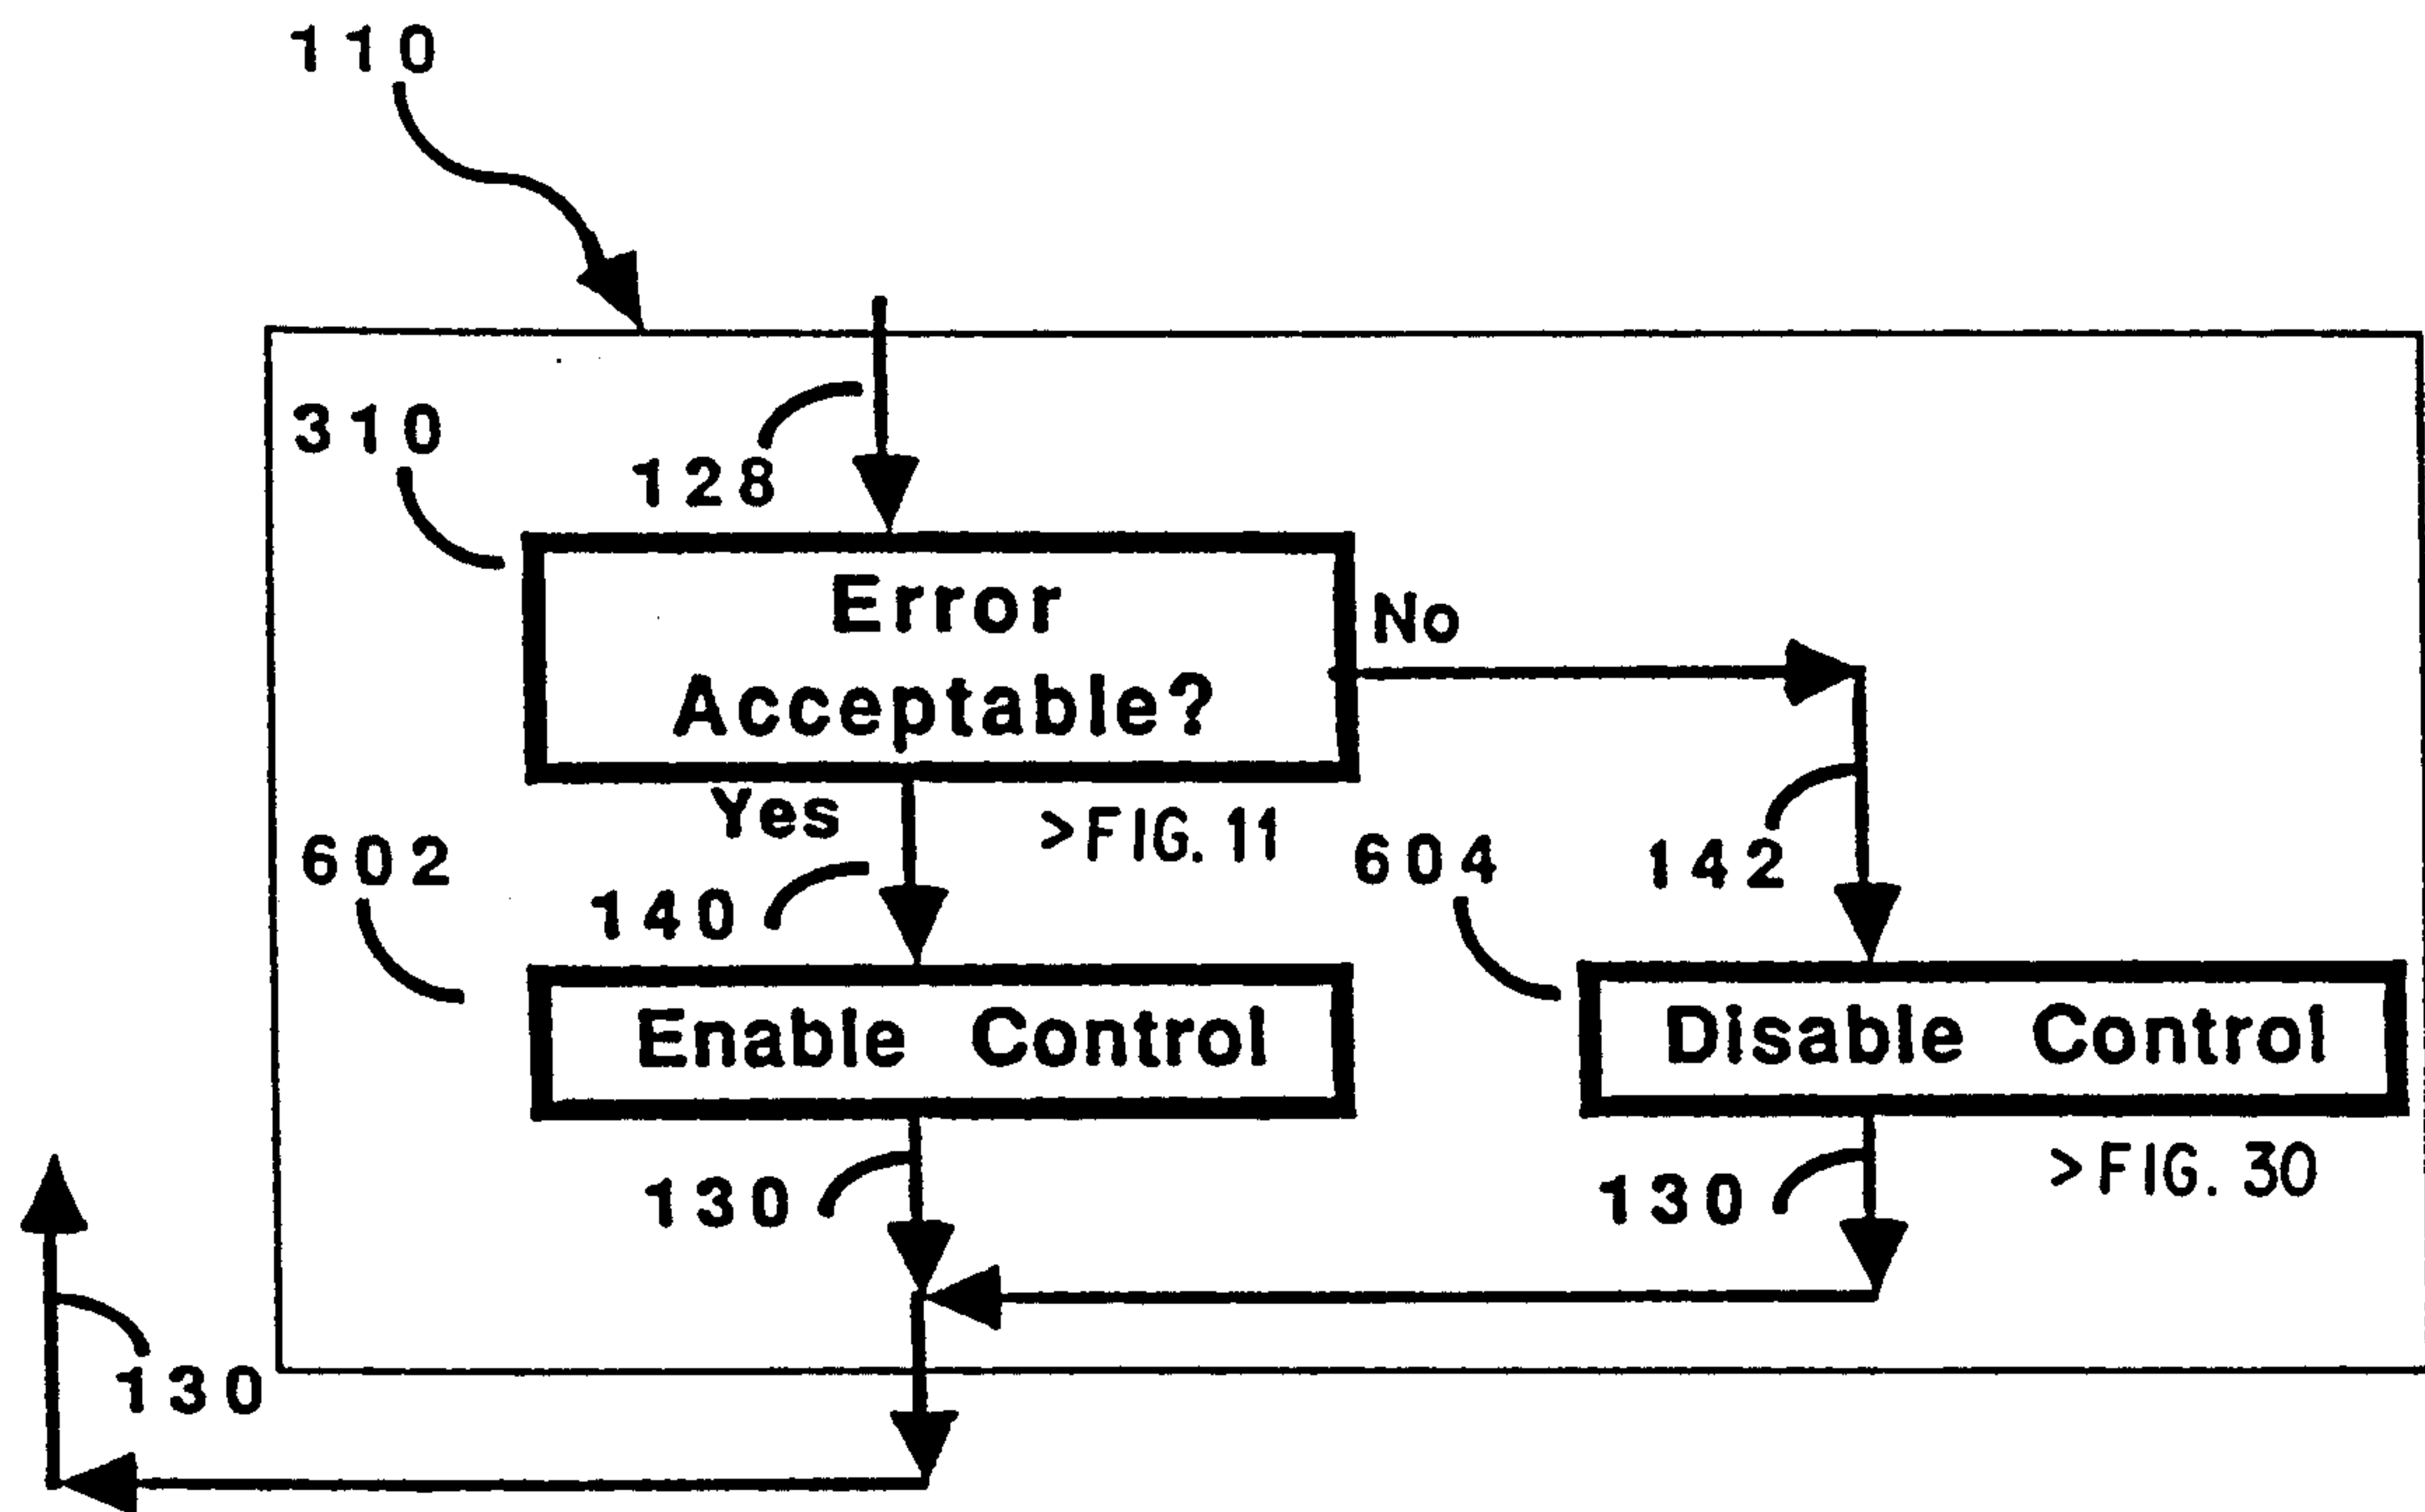 110
310
128
Error
Acceptable?
No
Yes
>FIG. 11
602
604
142
140
Enable Control
Disable Control
130
130
>FIG. 30
130